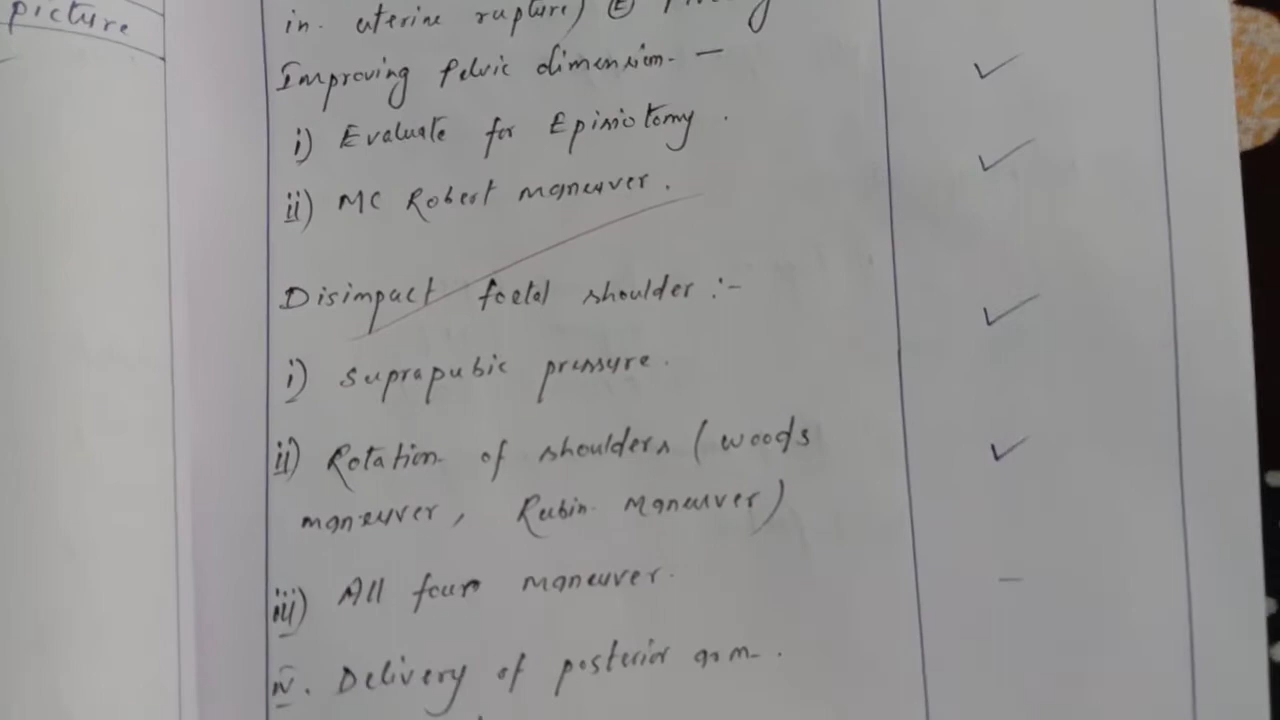 picture
in. uterine rupture) (E)
Improving Pelvic dimension. —
i) Evaluate for Episiotomy.
ii) MC Robert maneuver.
Disimpact foetal shoulder :-
i) suprapubic pressure.
ii) Rotation of shoulders (woods
maneuver, Rubin. Maneuver)
iii) All four maneuver.
iv. Delivery of posterior arm.